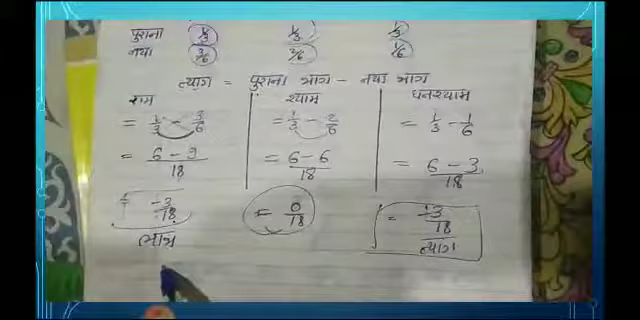 पुराना 1/3 1/3 1/3
नया 3/6 2/6 1/6
त्याग = पुराना भाग - नया भाग
राम श्याम घनश्याम
= 1/3 - 3/6 = 1/3 - 2/6 = 1/3 - 1/6
= 6 - 9/18 = 6 - 6/18 = 6 - 3/18
= -3/18 = 0/18 = 3/18
लाभ त्याग